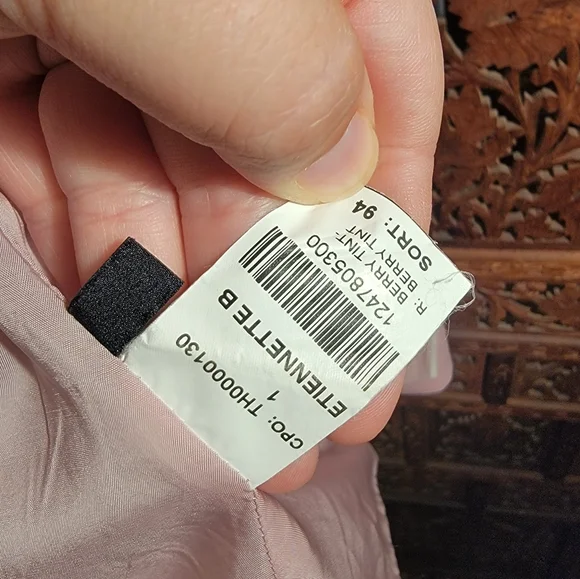 CPO: TH0000130
1
ETIENNETTE B
1247805300
BERRY TINT
R: BERRY TINT
SORT: 94